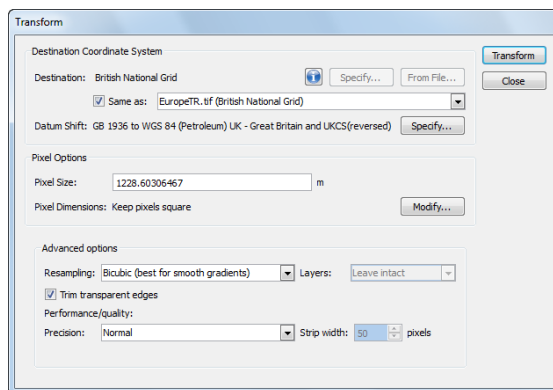 Transform
Destination Coordinate System
Destination: British National Grid Specify... From File...
Same as: EuropeTR.tif (British National Grid)
Datum Shift: GB 1936 to WGS 84 (Petroleum) UK - Great Britain and UKCS(reversed) Specify...
Transform
Close
Pixel Options
Pixel Size: 1228.60306467 m
Pixel Dimensions: Keep pixels square Modify...
Advanced options
Resampling: Bicubic (best for smooth gradients) Layers: Leave intact
Trim transparent edges
Performance/quality:
Precision: Normal Strip width: 50 pixels